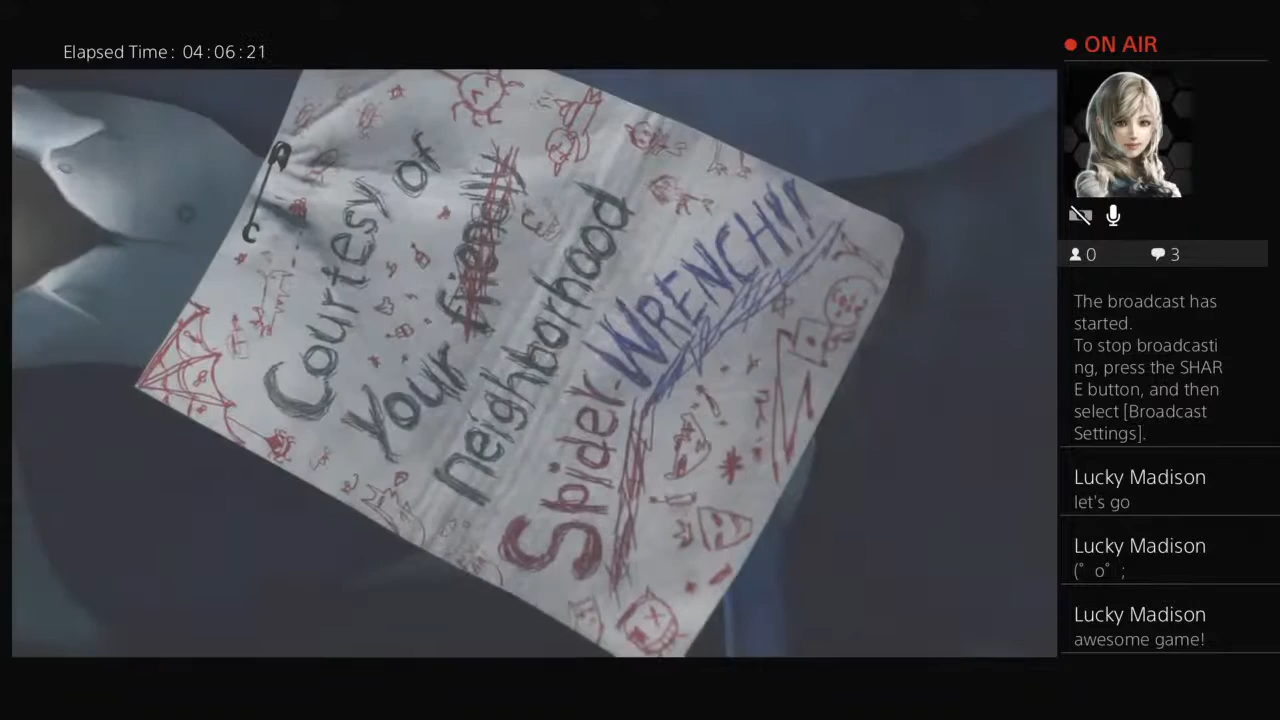 Elapsed Time: 04:06:21
ON AIR
Courtesy of
your friendly
neighborhood
Spider-WRENCH!!
0 3
The broadcast has
started.
To stop broadcasti
ng, press the SHAR
E button, and then
select [Broadcast
Settings].
Lucky Madison
let's go
Lucky Madison
(° o° ;
Lucky Madison
awesome game!